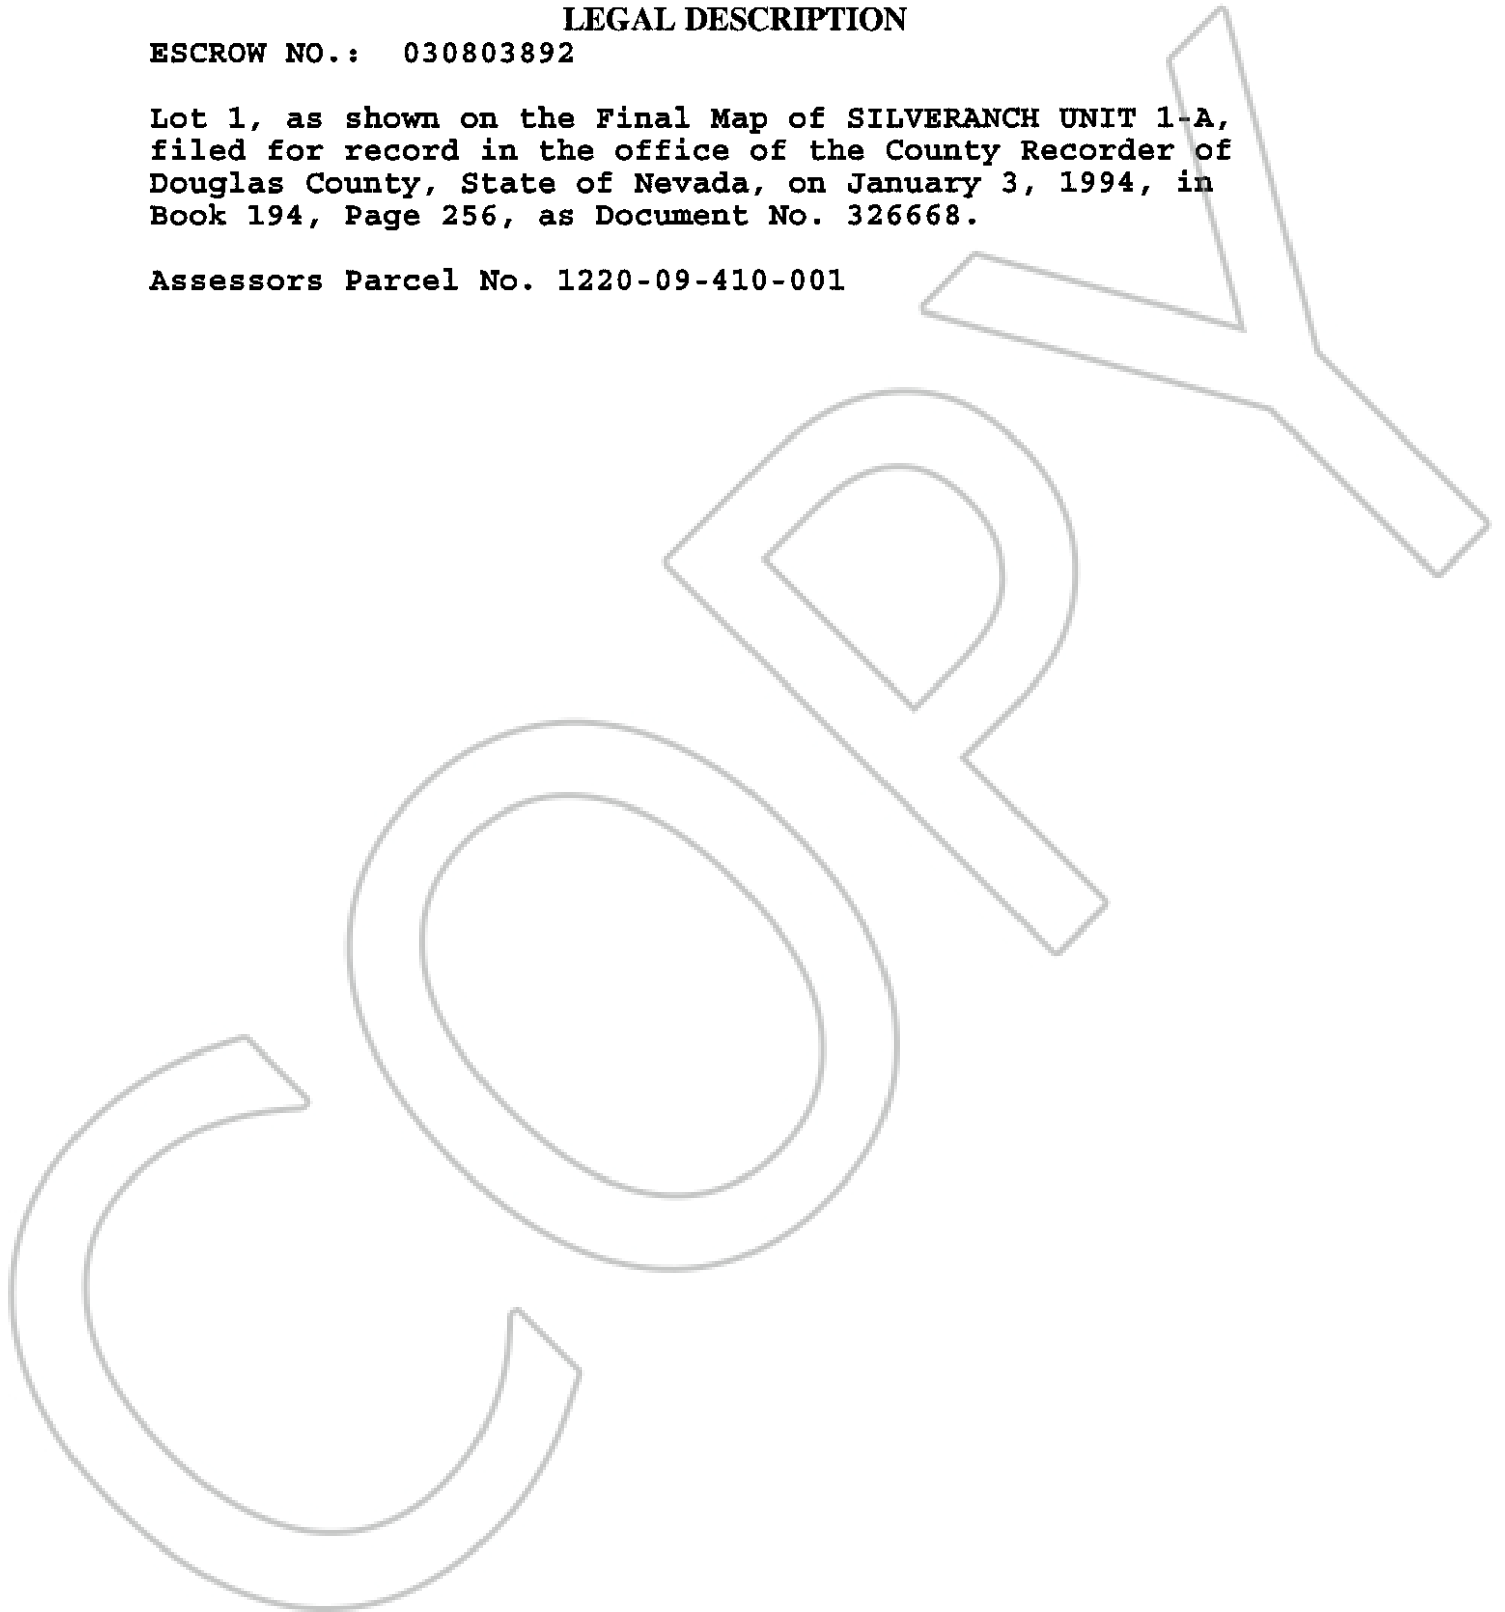 LEGAL DESCRIPTION
ESCROW NO.: 030803892
Lot 1, as shown on the Final Map of SILVERANCH UNIT 1-A,
filed for record in the office of the County Recorder of
Douglas County, State of Nevada, on January 3, 1994, in
Book 194, Page 256, as Document No. 326668.
Assessors Parcel No. 1220-09-410-001
COPY